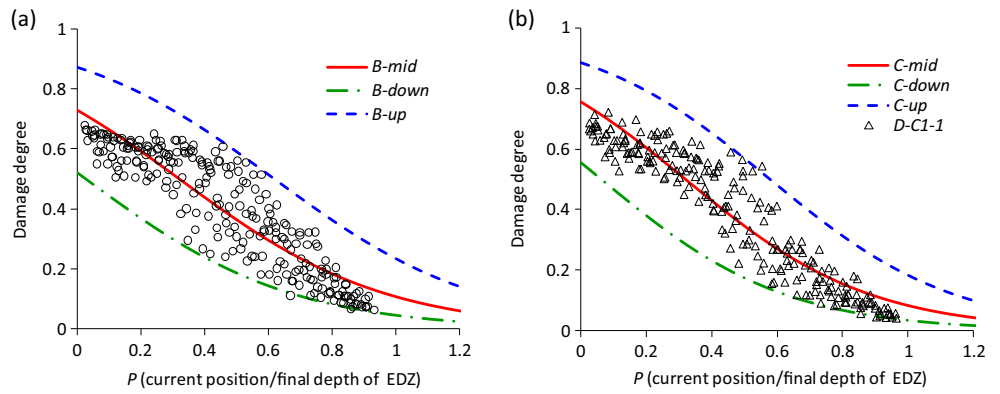 (a)
1
0.8
0.6
0.4
0.2
0
0 0.2 0.4 0.6 0.8 1 1.2
Damage degree
P (current position/final depth of EDZ)
B-mid
B-down
B-up
(b)
1
0.8
0.6
0.4
0.2
0
0 0.2 0.4 0.6 0.8 1 1.2
Damage degree
P (current position/final depth of EDZ)
C-mid
C-down
C-up
D-C1-1